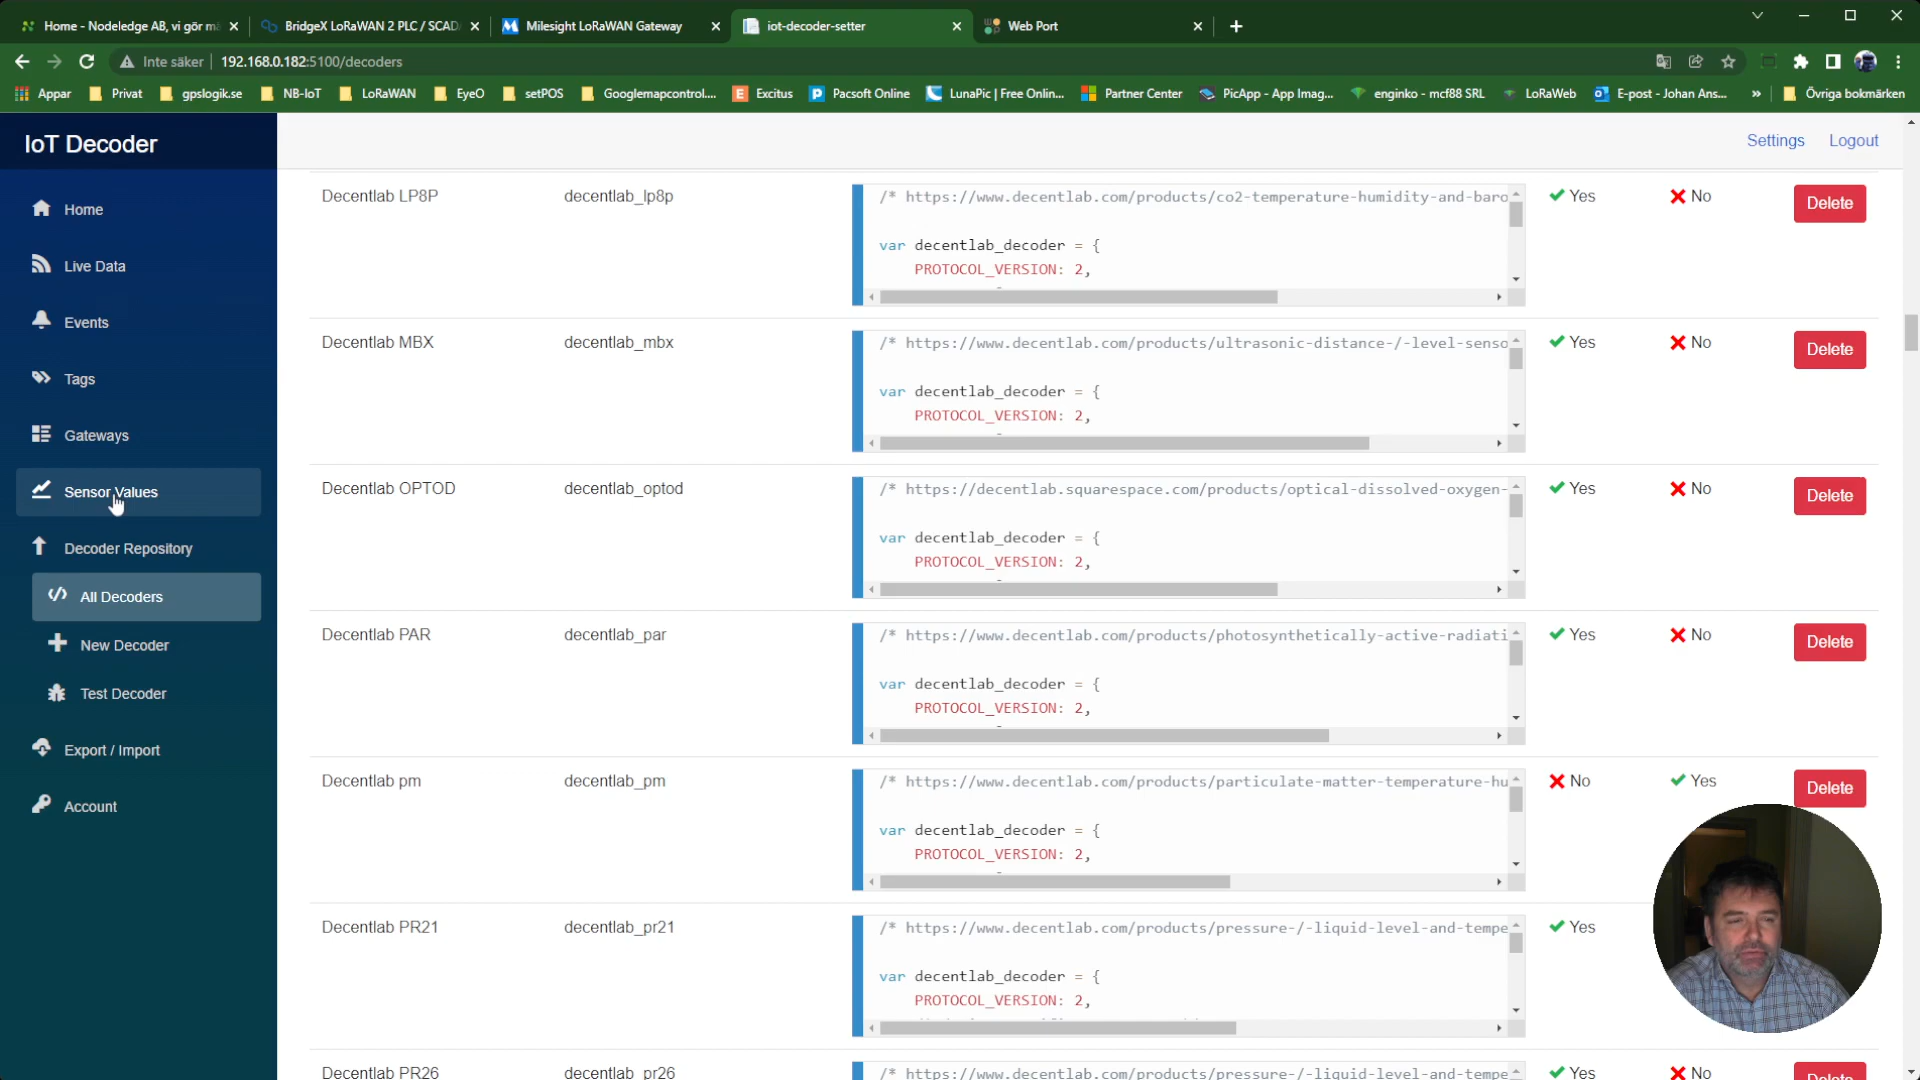 Home - Nodeledge AB, vi gör m
BridgeX LoRaWAN 2 PLC / SCAD
Milesight LoRaWAN Gateway
iot-decoder-setter
Web Port
Inte säker
192.168.0.182:5100/decoders
Appar
Privat
gpslogik.se
NB-IoT
LoRaWAN
EyeO
setPOS
Googlemapcontrol....
Excitus
Pacsoft Online
LunaPic | Free Onlin...
Partner Center
PicApp - App Imag...
enginko - mcf88 SRL
LoRaWeb
E-post - Johan Ans...
»
Övriga bokmärken
IoT Decoder
Settings
Logout
Home
Live Data
Events
Tags
Gateways
Sensor Values
Decoder Repository
All Decoders
New Decoder
Test Decoder
Export / Import
Account
Decentlab LP8P
decentlab_lp8p
/* https://www.decentlab.com/products/co2-temperature-humidity-and-baro
var decentlab_decoder = {
PROTOCOL_VERSION: 2,
Yes
No
Delete
Decentlab MBX
decentlab_mbx
/* https://www.decentlab.com/products/ultrasonic-distance-/-level-senso
var decentlab_decoder = {
PROTOCOL_VERSION: 2,
Yes
No
Delete
Decentlab OPTOD
decentlab_optod
/* https://decentlab.squarespace.com/products/optical-dissolved-oxygen-
var decentlab_decoder = {
PROTOCOL_VERSION: 2,
Yes
No
Delete
Decentlab PAR
decentlab_par
/* https://www.decentlab.com/products/photosynthetically-active-radiati
var decentlab_decoder = {
PROTOCOL_VERSION: 2,
Yes
No
Delete
Decentlab pm
decentlab_pm
/* https://www.decentlab.com/products/particulate-matter-temperature-hu
var decentlab_decoder = {
PROTOCOL_VERSION: 2,
No
Yes
Delete
Decentlab PR21
decentlab_pr21
/* https://www.decentlab.com/products/pressure-/-liquid-level-and-tempe
var decentlab_decoder = {
PROTOCOL_VERSION: 2,
Yes
Decentlab PR26
decentlab_pr26
/* https://www.decentlab.com/products/pressure-/-liquid-level-and-tempe
Yes
No
Delete